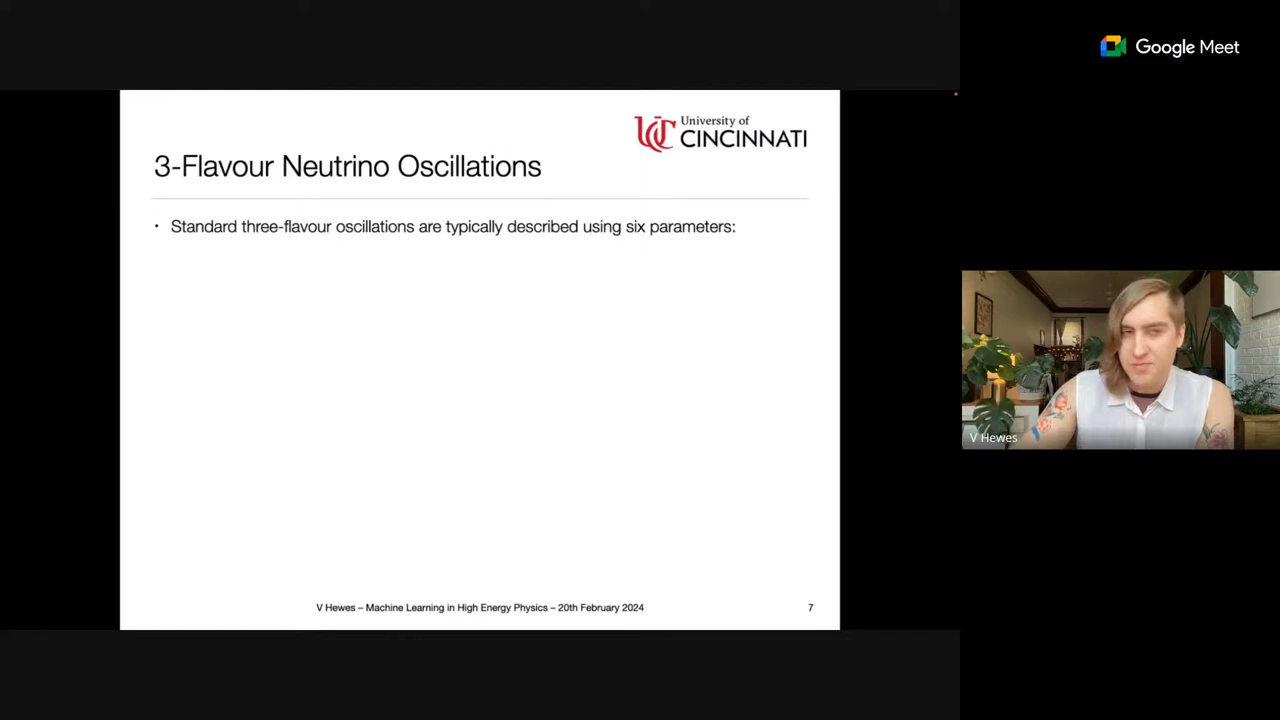 Google Meet
University of
CINCINNATI
3-Flavour Neutrino Oscillations
· Standard three-flavour oscillations are typically described using six parameters:
V Hewes
V Hewes – Machine Learning in High Energy Physics – 20th February 2024
7